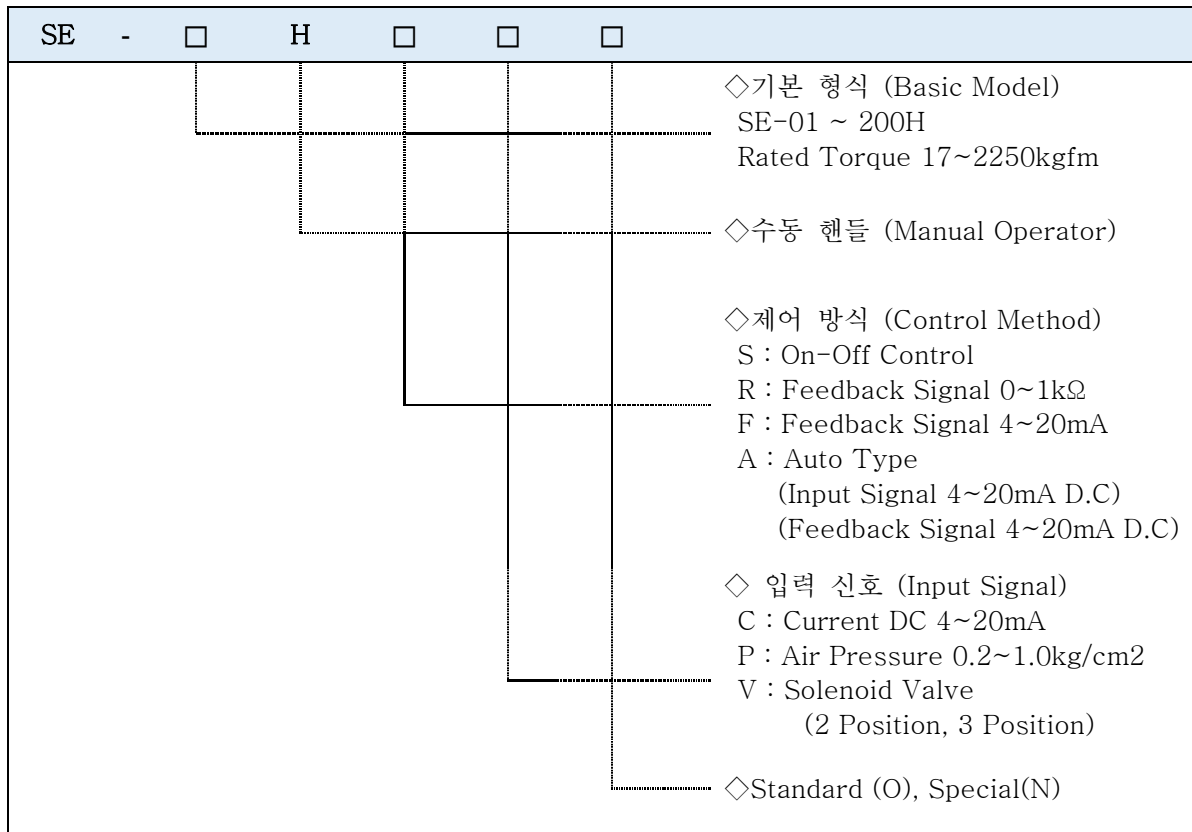 SE - □ H □ □ □
◇기본 형식 (Basic Model)
SE-01 ~ 200H
Rated Torque 17~2250kgfm
◇수동 핸들 (Manual Operator)
◇제어 방식 (Control Method)
S : On-Off Control
R : Feedback Signal 0~1kΩ
F : Feedback Signal 4~20mA
A : Auto Type
(Input Signal 4~20mA D.C)
(Feedback Signal 4~20mA D.C)
◇ 입력 신호 (Input Signal)
C : Current DC 4~20mA
P : Air Pressure 0.2~1.0kg/cm2
V : Solenoid Valve
(2 Position, 3 Position)
◇Standard (O), Special(N)